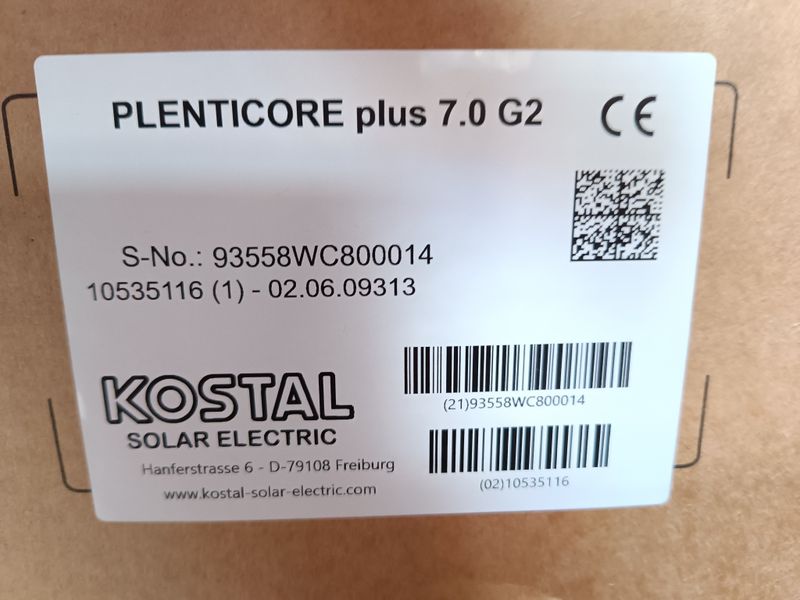 PLENTICORE plus 7.0 G2
CE
S-No.: 93558WC800014
10535116 (1) - 02.06.09313
(21)93558WC800014
KOSTAL
SOLAR ELECTRIC
(02)10535116
Hanferstrasse 6 - D-79108 Freiburg
www.kostal-solar-electric.com